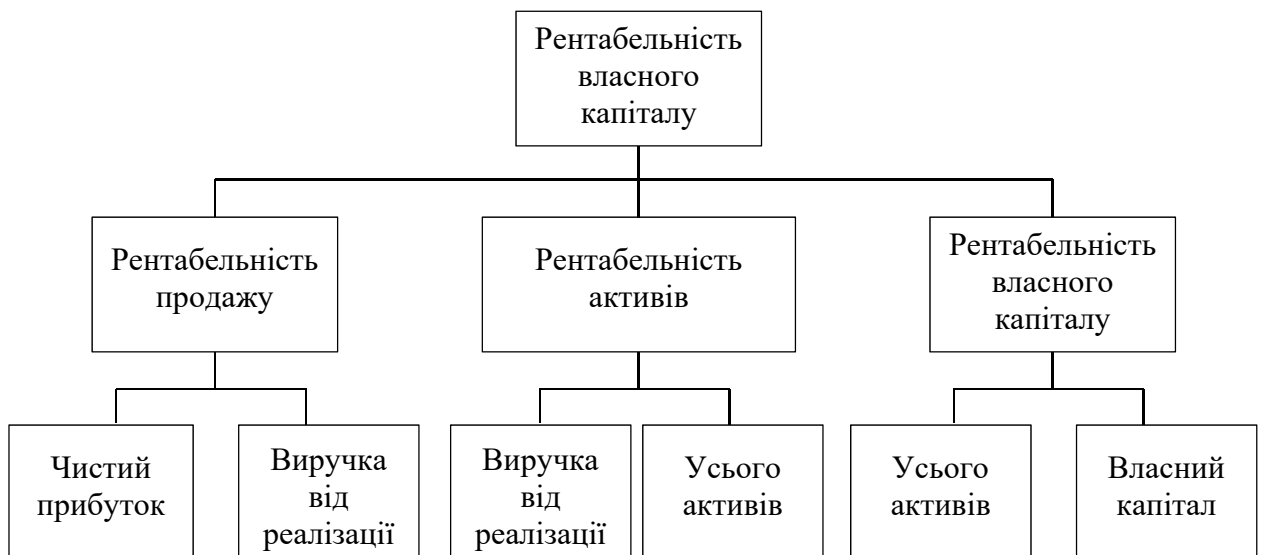 Рентабельність
власного
капіталу
Рентабельність
продажу
Рентабельність
активів
Рентабельність
власного
капіталу
Чистий
прибуток
Виручка
від
реалізації
Виручка
від
реалізації
Усього
активів
Усього
активів
Власний
капітал